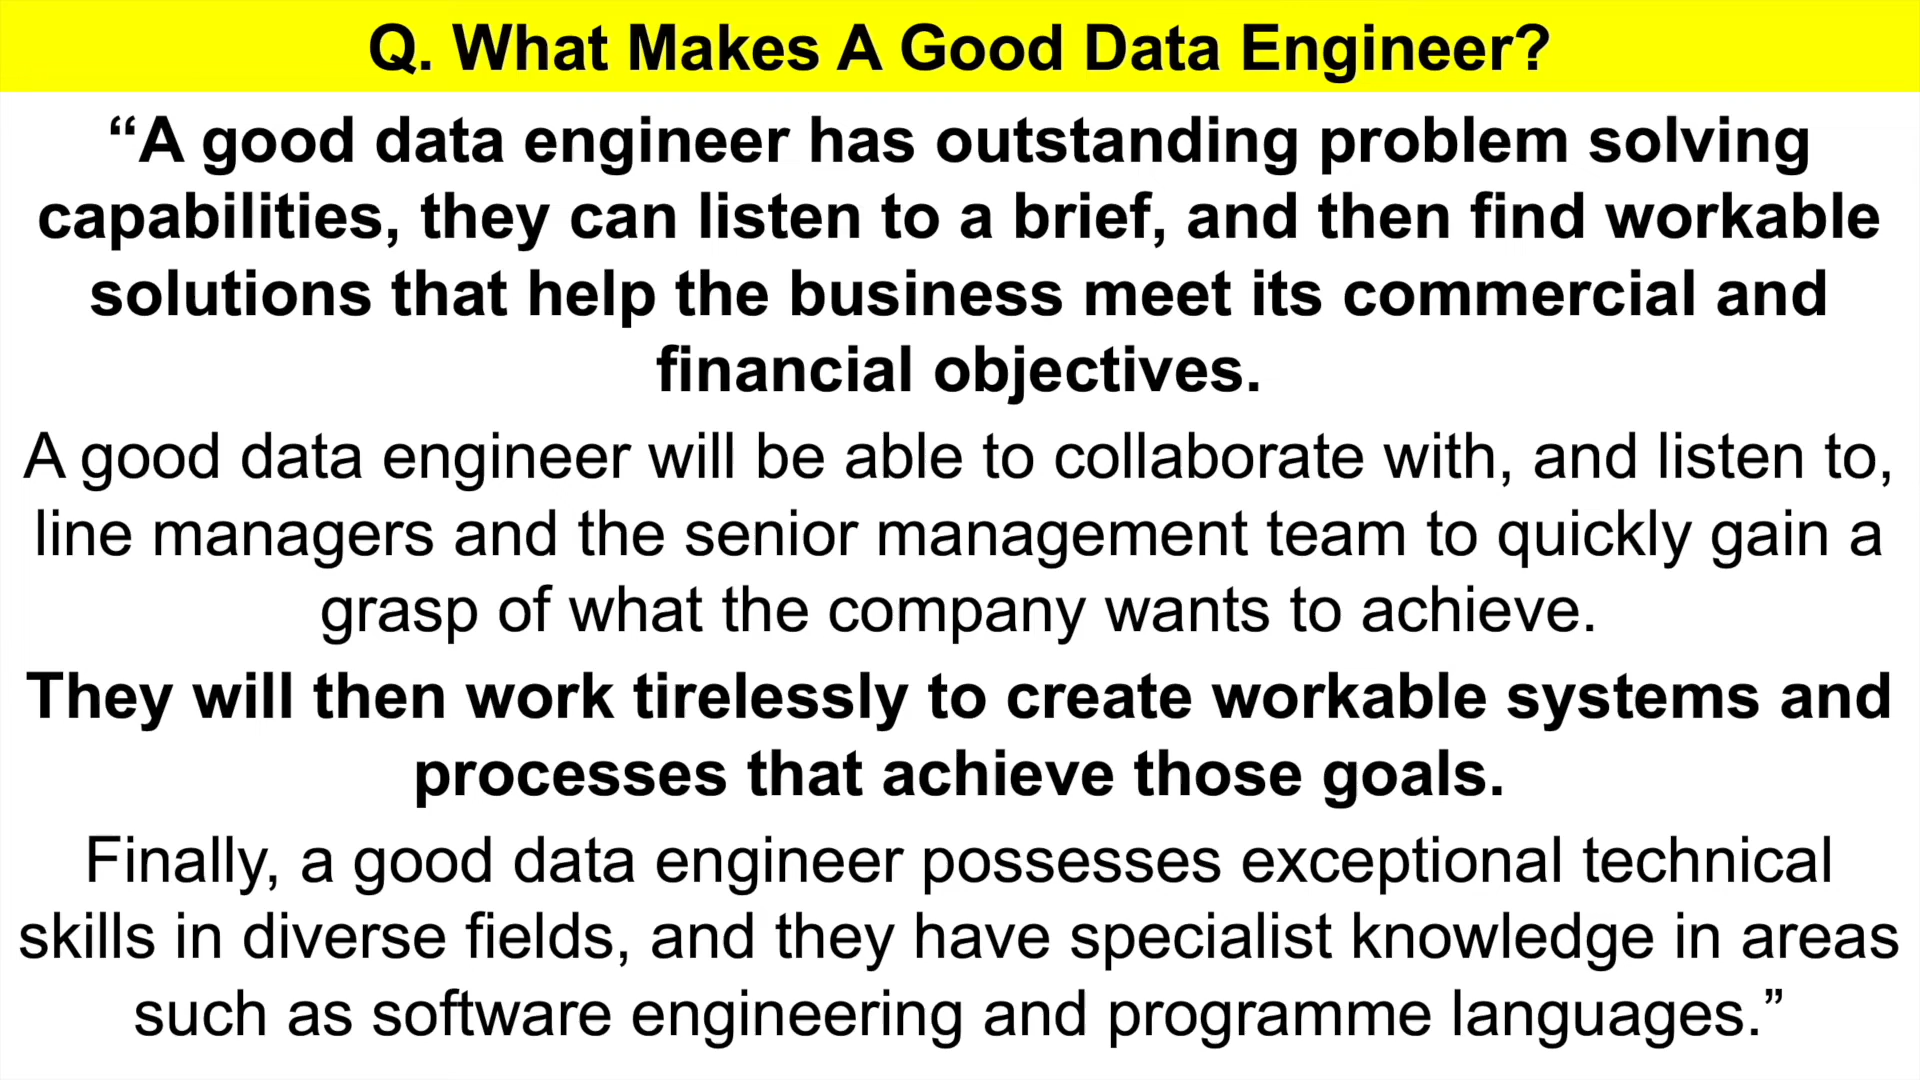 Q. What Makes A Good Data Engineer?
“A good data engineer has outstanding problem solving
capabilities, they can listen to a brief, and then find workable
solutions that help the business meet its commercial and
financial objectives.
A good data engineer will be able to collaborate with, and listen to,
line managers and the senior management team to quickly gain a
grasp of what the company wants to achieve.
They will then work tirelessly to create workable systems and
processes that achieve those goals.
Finally, a good data engineer possesses exceptional technical
skills in diverse fields, and they have specialist knowledge in areas
such as software engineering and programme languages.”